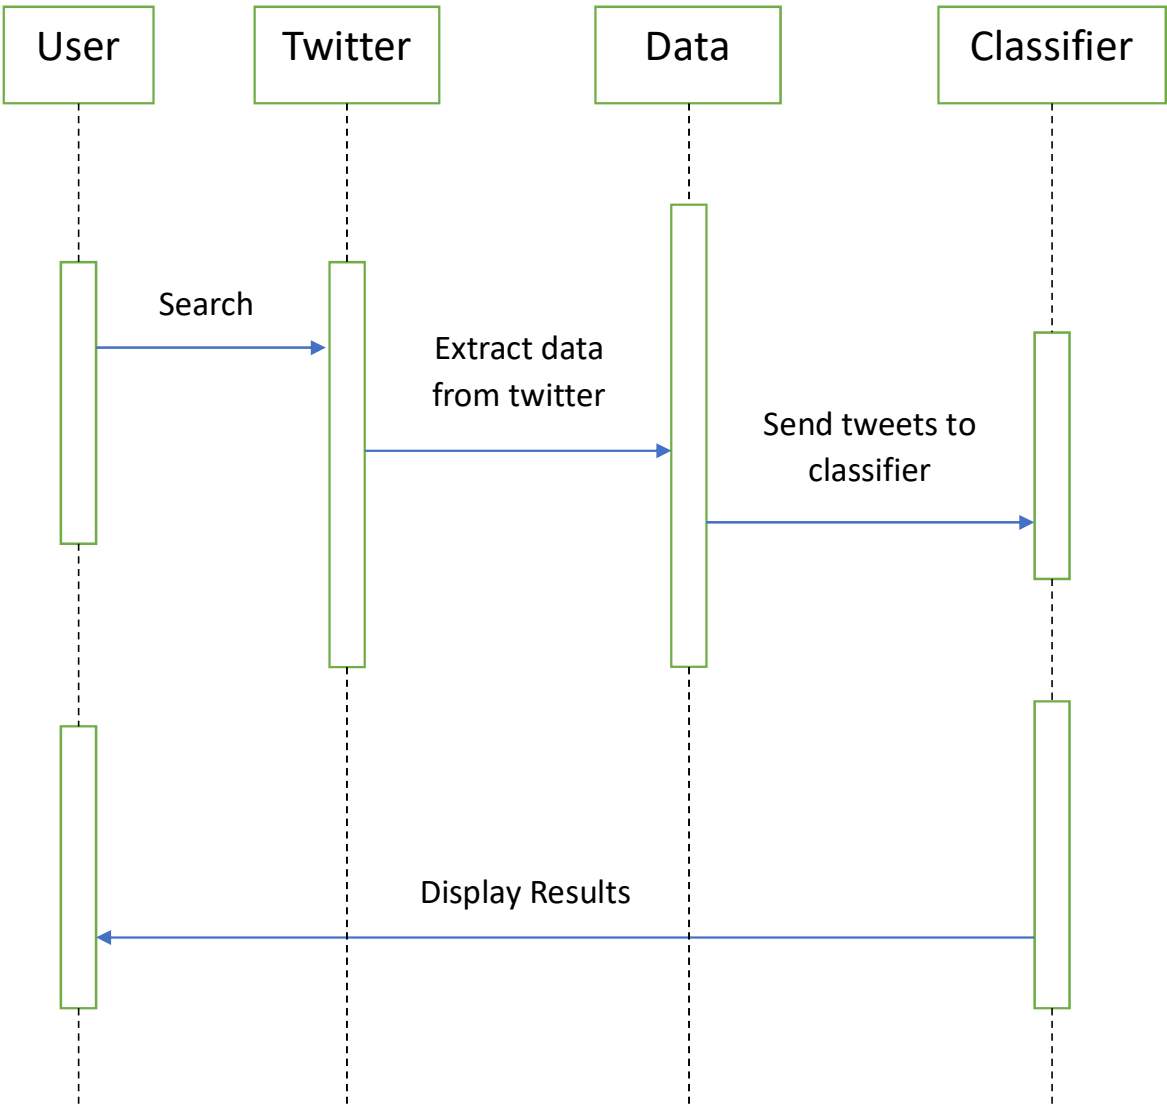 User
Twitter
Data
Classifier
Search
Extract data
from twitter
Send tweets to
classifier
Display Results